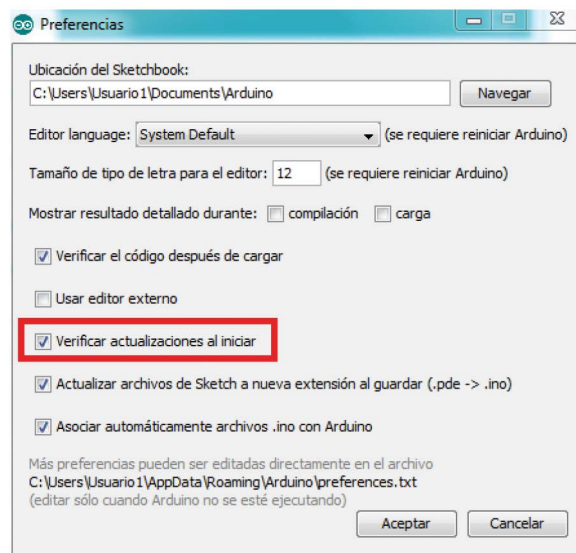 Preferencias
Ubicación del Sketchbook:
C:\Users\Usuario1\Documents\Arduino
Navegar
Editor language: System Default (se requiere reiniciar Arduino)
Tamaño de tipo de letra para el editor: 12 (se requiere reiniciar Arduino)
Mostrar resultado detallado durante: compilación carga
Verificar el código después de cargar
Usar editor externo
Verificar actualizaciones al iniciar
Actualizar archivos de Sketch a nueva extensión al guardar (.pde -> .ino)
Asociar automáticamente archivos .ino con Arduino
Más preferencias pueden ser editadas directamente en el archivo
C:\Users\Usuario1\AppData\Roaming\Arduino\preferences.txt
(editar sólo cuando Arduino no se esté ejecutando)
Aceptar Cancelar